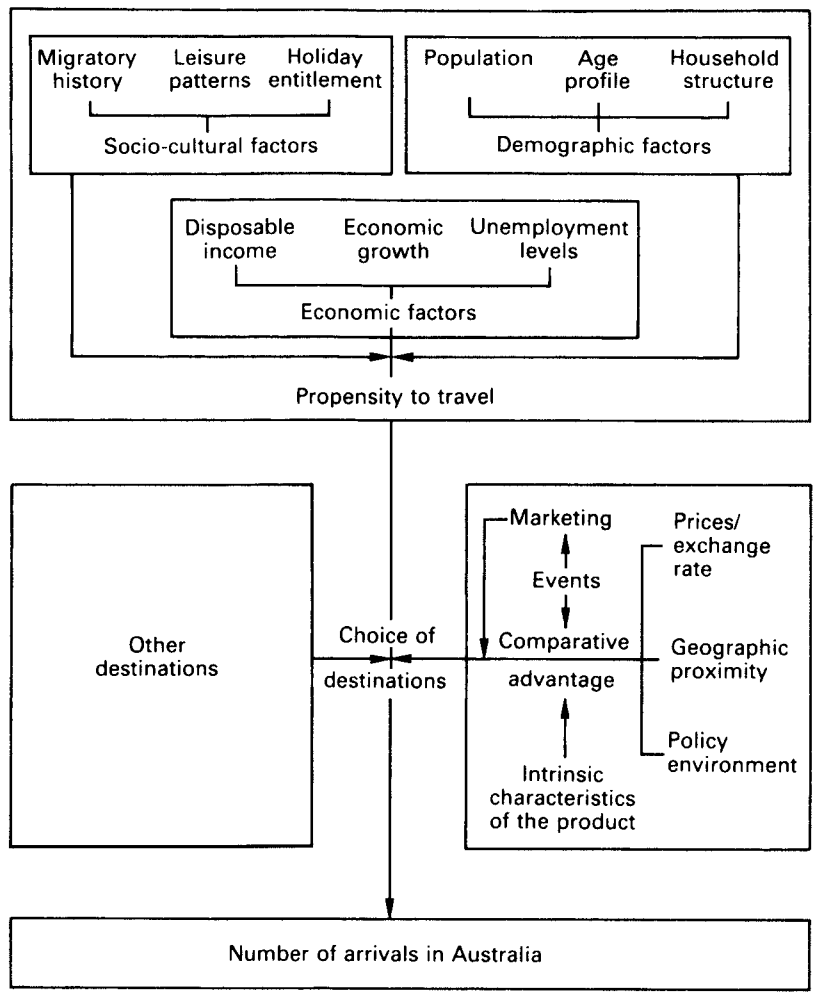 Migratory
history
Leisure
patterns
Holiday
entitlement
Socio-cultural factors
Population
Age
profile
Household
structure
Demographic factors
Disposable
income
Economic
growth
Unemployment
levels
Economic factors
Propensity to travel
Other
destinations
Choice of
destinations
Marketing
Events
Comparative
advantage
Intrinsic
characteristics
of the product
Prices/
exchange
rate
Geographic
proximity
Policy
environment
Number of arrivals in Australia